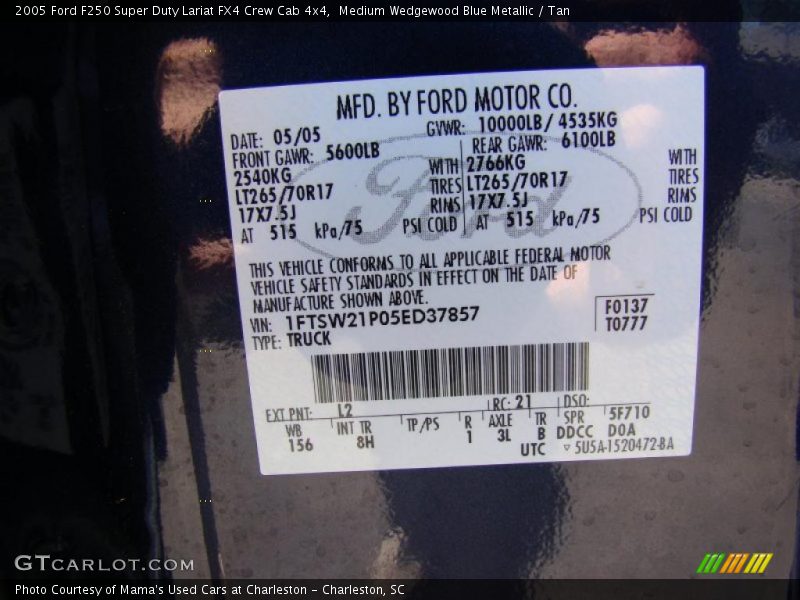 2005 Ford F250 Super Duty Lariat FX4 Crew Cab 4x4, Medium Wedgewood Blue Metallic / Tan
MFD. BY FORD MOTOR CO.
DATE: 05/05 GVWR: 10000LB/ 4535KG
FRONT GAWR: 5600LB REAR GAWR: 6100LB
2540KG WITH 2766KG WITH
LT265/70R17 TIRES LT265/70R17 TIRES
17X7.5J RIMS 17X7.5J RIMS
AT 515 kPa/75 PSI COLD AT 515 kPa/75 PSI COLD
Ford
THIS VEHICLE CONFORMS TO ALL APPLICABLE FEDERAL MOTOR
VEHICLE SAFETY STANDARDS IN EFFECT ON THE DATE OF
MANUFACTURE SHOWN ABOVE.
VIN: 1FTSW21P05ED37857 F0137
TYPE: TRUCK T0777
EXT PNT: L2 RC: 21 DSO:
WB INT TR TP/PS R AXLE TR SPR 5F710
156 8H 1 3L B DDCC D0A
UTC ▽ 5U5A-1520472-BA
GTCARLOT.COM
Photo Courtesy of Mama's Used Cars at Charleston - Charleston, SC